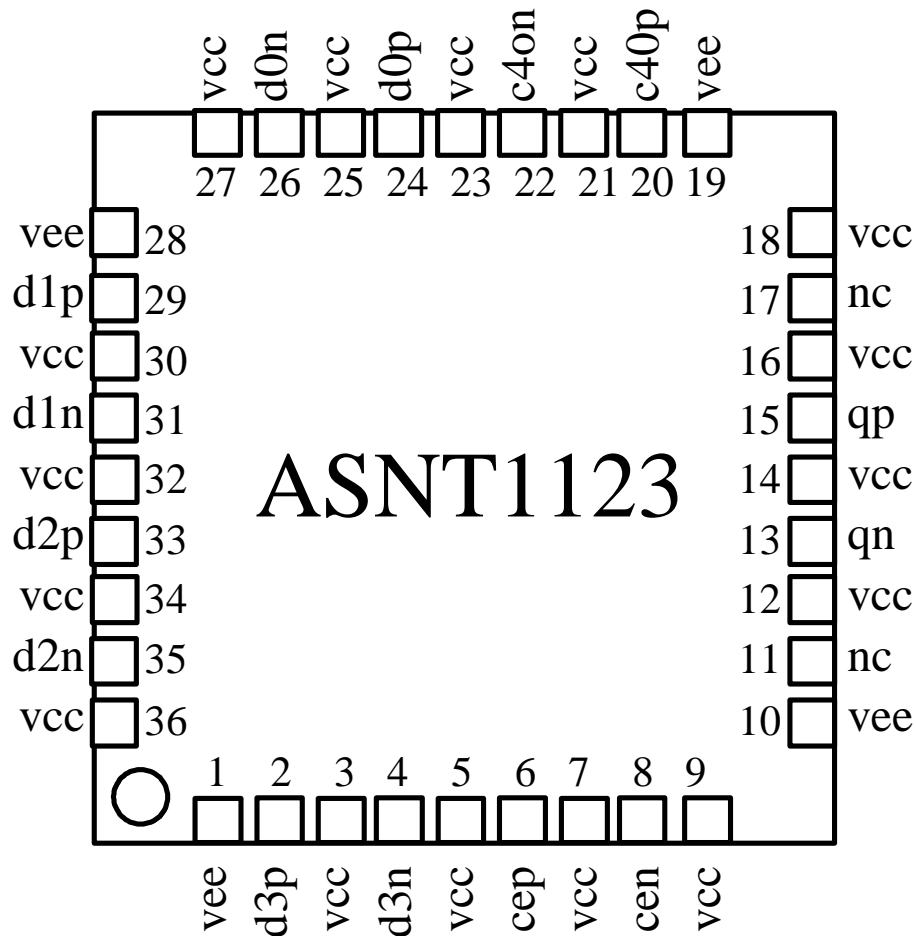 vcc d0n vcc d0p vcc c4on vcc c40p vee
27 26 25 24 23 22 21 20 19
vee 28 18 vcc
d1p 29 17 nc
vcc 30 16 vcc
d1n 31 15 qp
vcc 32 14 vcc
ASNT1123
d2p 33 13 qn
vcc 34 12 vcc
d2n 35 11 nc
vcc 36 10 vee
1 2 3 4 5 6 7 8 9
vee d3p vcc d3n vcc cep vcc cen vcc